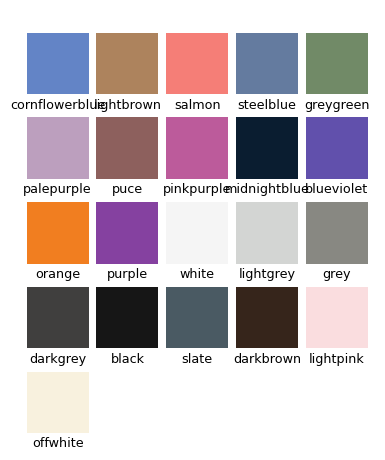 cornflowerblue lightbrown salmon steelblue greygreen
palepurple puce pinkpurple midnightblue blueviolet
orange purple white lightgrey grey
darkgrey black slate darkbrown lightpink
offwhite